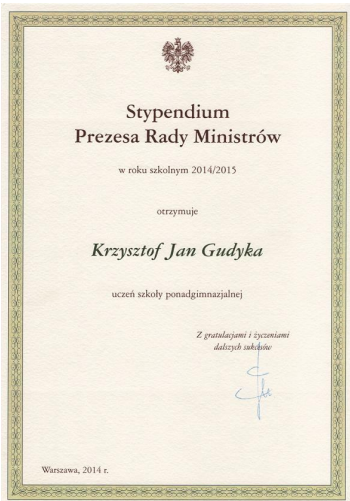 Stypendium
Prezesa Rady Ministrów
w roku szkolnym 2014/2015
otrzymuje
Krzysztof Jan Gudyka
uczeń szkoły ponadgimnazjalnej
Z gratulacjami i życzeniami
dalszych sukcesów
Warszawa, 2014 r.